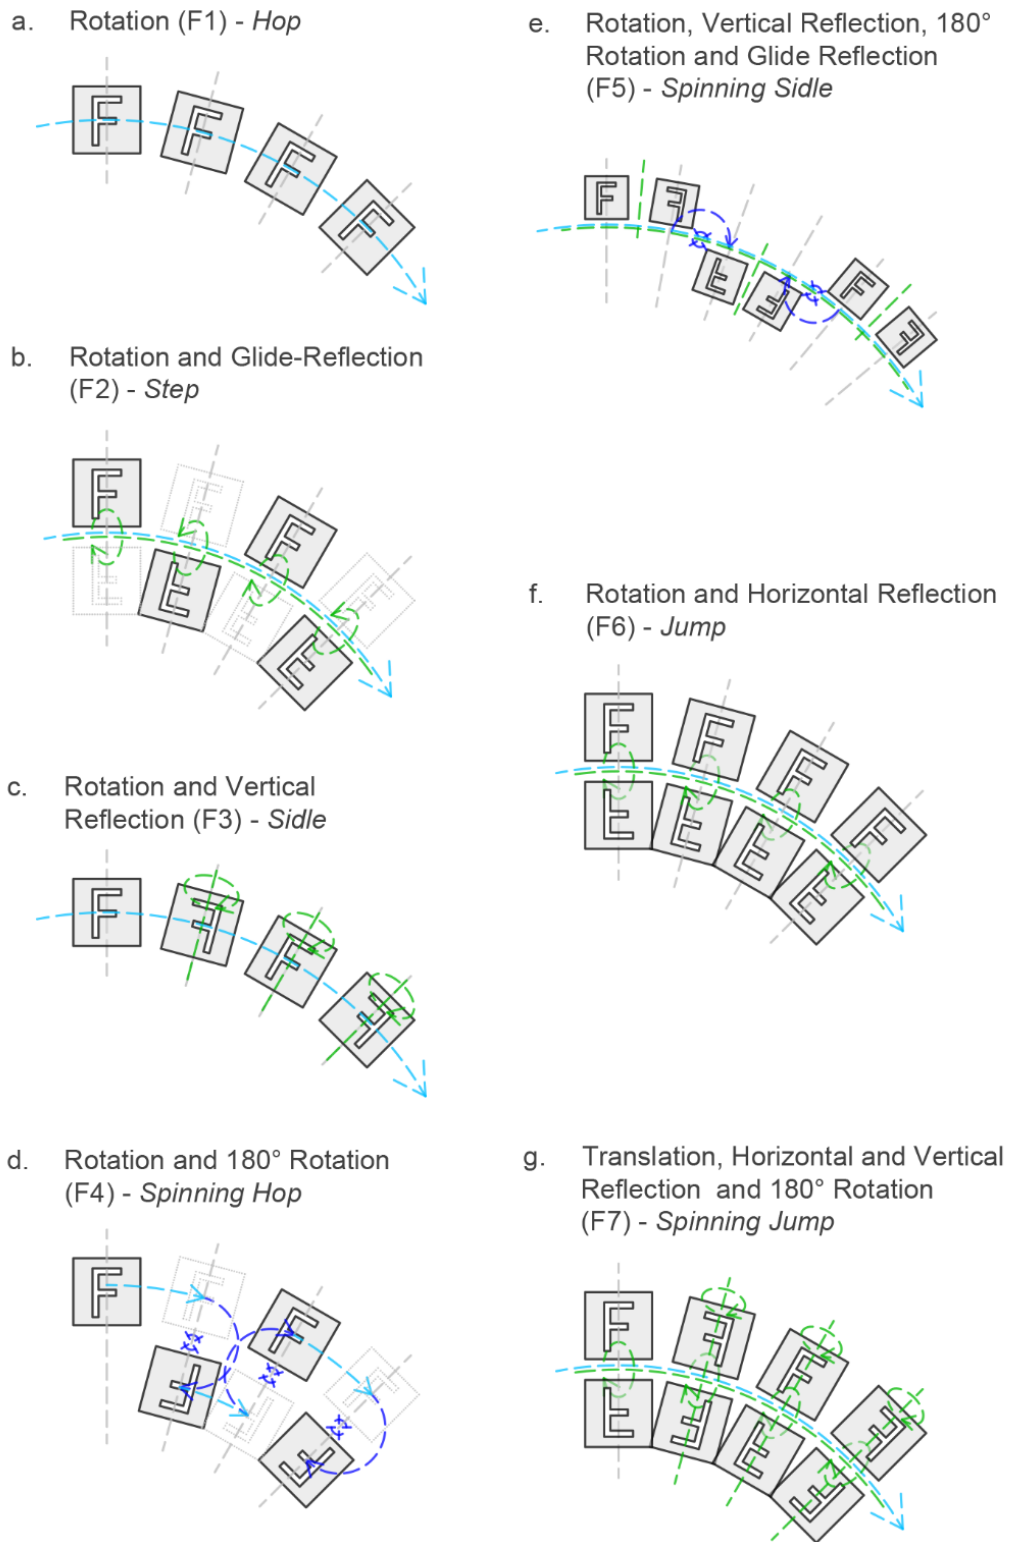 a. Rotation (F1) - Hop
b. Rotation and Glide-Reflection
(F2) - Step
c. Rotation and Vertical
Reflection (F3) - Sidle
d. Rotation and 180° Rotation
(F4) - Spinning Hop
e. Rotation, Vertical Reflection, 180°
Rotation and Glide Reflection
(F5) - Spinning Sidle
f. Rotation and Horizontal Reflection
(F6) - Jump
g. Translation, Horizontal and Vertical
Reflection and 180° Rotation
(F7) - Spinning Jump